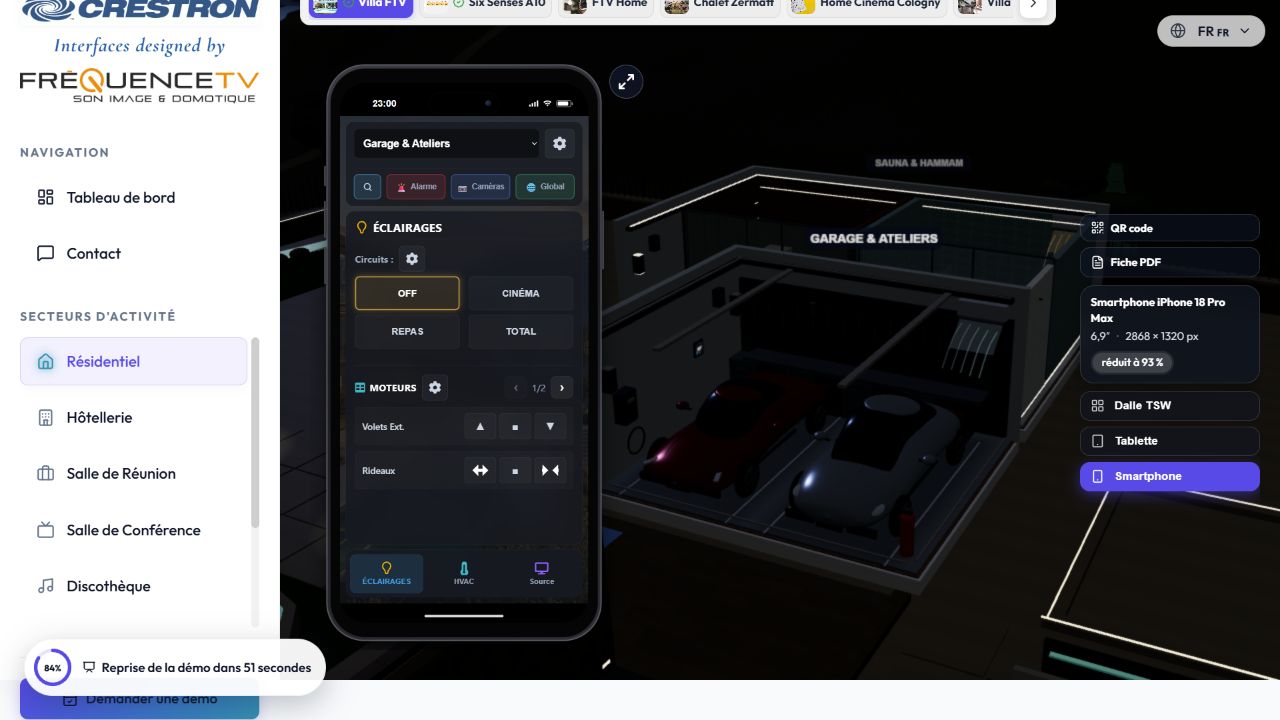 CRESTRON
Interfaces designed by
FRÉQUENCETV
SON IMAGE & DOMOTIQUE
NAVIGATION
Tableau de bord
Contact
SECTEURS D'ACTIVITÉ
Résidentiel
Hôtellerie
Salle de Réunion
Salle de Conférence
Discothèque
84%
Reprise de la démo dans 51 secondes
Demander une démo
Villa FTV
Six Senses A10
FTV Home
Chalet Zermatt
Home Cinema Cologny
Villa
FR FR
23:00
Garage & Ateliers
Alarme
Caméras
Global
ÉCLAIRAGES
Circuits :
OFF
CINÉMA
REPAS
TOTAL
MOTEURS
1/2
Volets Ext.
Rideaux
ÉCLAIRAGES
HVAC
Source
SAUNA & HAMMAM
GARAGE & ATELIERS
QR code
Fiche PDF
Smartphone iPhone 18 Pro
Max
6,9" · 2868 × 1320 px
réduit à 93 %
Dalle TSW
Tablette
Smartphone